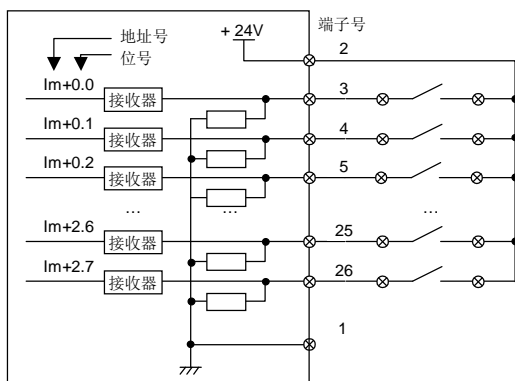 端子号
地址号
+ 24V
2
位号
Im+0.0
接收器
3
Im+0.1
接收器
4
Im+0.2
接收器
5
... ... ...
Im+2.6
接收器
25
Im+2.7
接收器
26
1